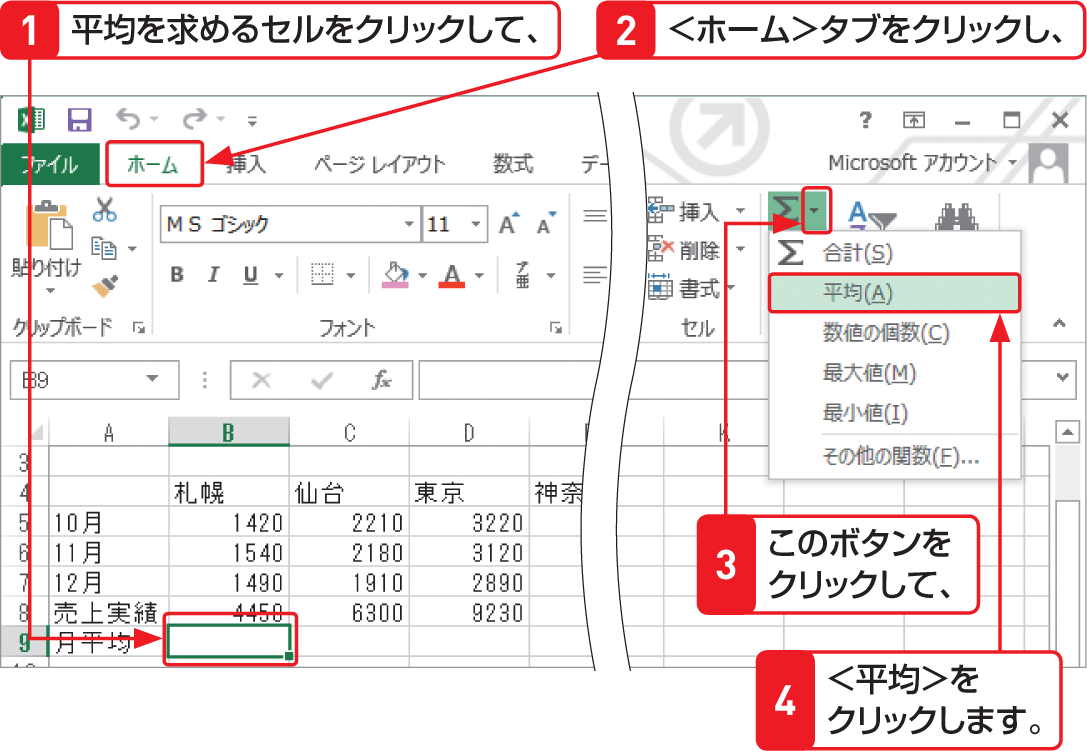 1 平均を求めるセルをクリックして、
2 <ホーム>タブをクリックし、
ファイル ホーム 挿入 ページ レイアウト 数式 デー
Microsoft アカウント
MS ゴシック 11
挿入
貼り付け
B I U A 亜
削除
書式
クリップボード フォント セル
Σ 合計(S)
平均(A)
数値の個数(C)
最大値(M)
最小値(I)
その他の関数(F)...
B9 fx
A B C D K
3
4 札幌 仙台 東京 神奈
5 10月 1420 2210 3220
6 11月 1540 2180 3120
7 12月 1490 1910 2890
8 売上実績 4450 6300 9230
9 月平均
3 このボタンを
クリックして、
4 <平均>を
クリックします。